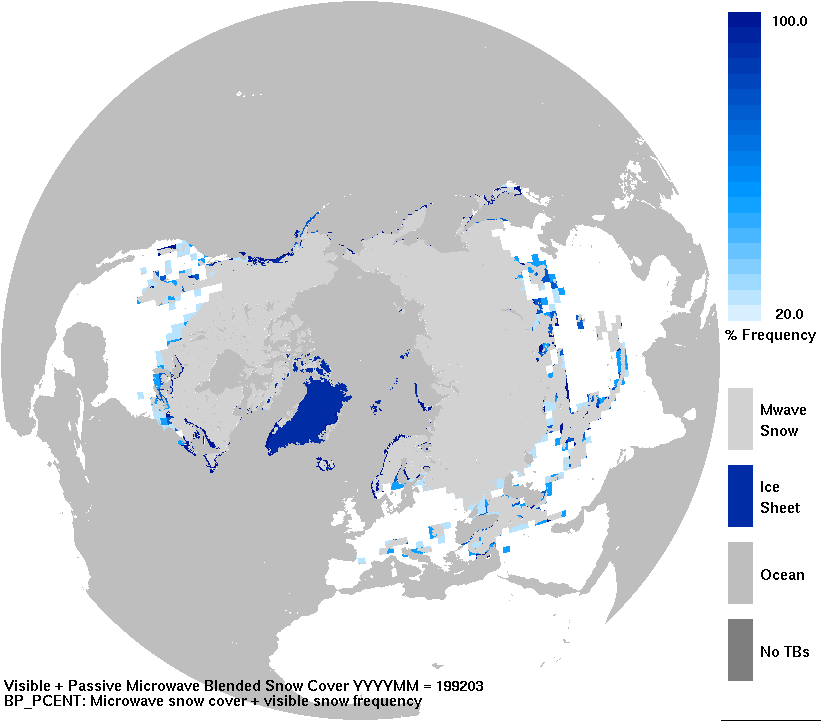 100.0
20.0
% Frequency
Mwave
Snow
Ice
Sheet
Ocean
No TBs
Visible + Passive Microwave Blended Snow Cover YYYYMM = 199203
BP_PCENT: Microwave snow cover + visible snow frequency